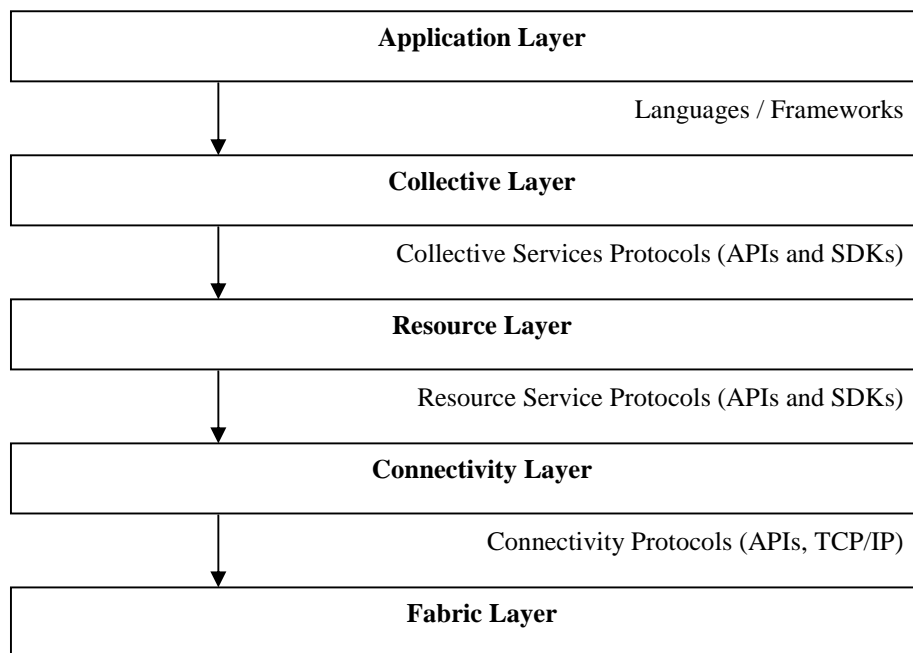 Application Layer
Languages / Frameworks
Collective Layer
Collective Services Protocols (APIs and SDKs)
Resource Layer
Resource Service Protocols (APIs and SDKs)
Connectivity Layer
Connectivity Protocols (APIs, TCP/IP)
Fabric Layer